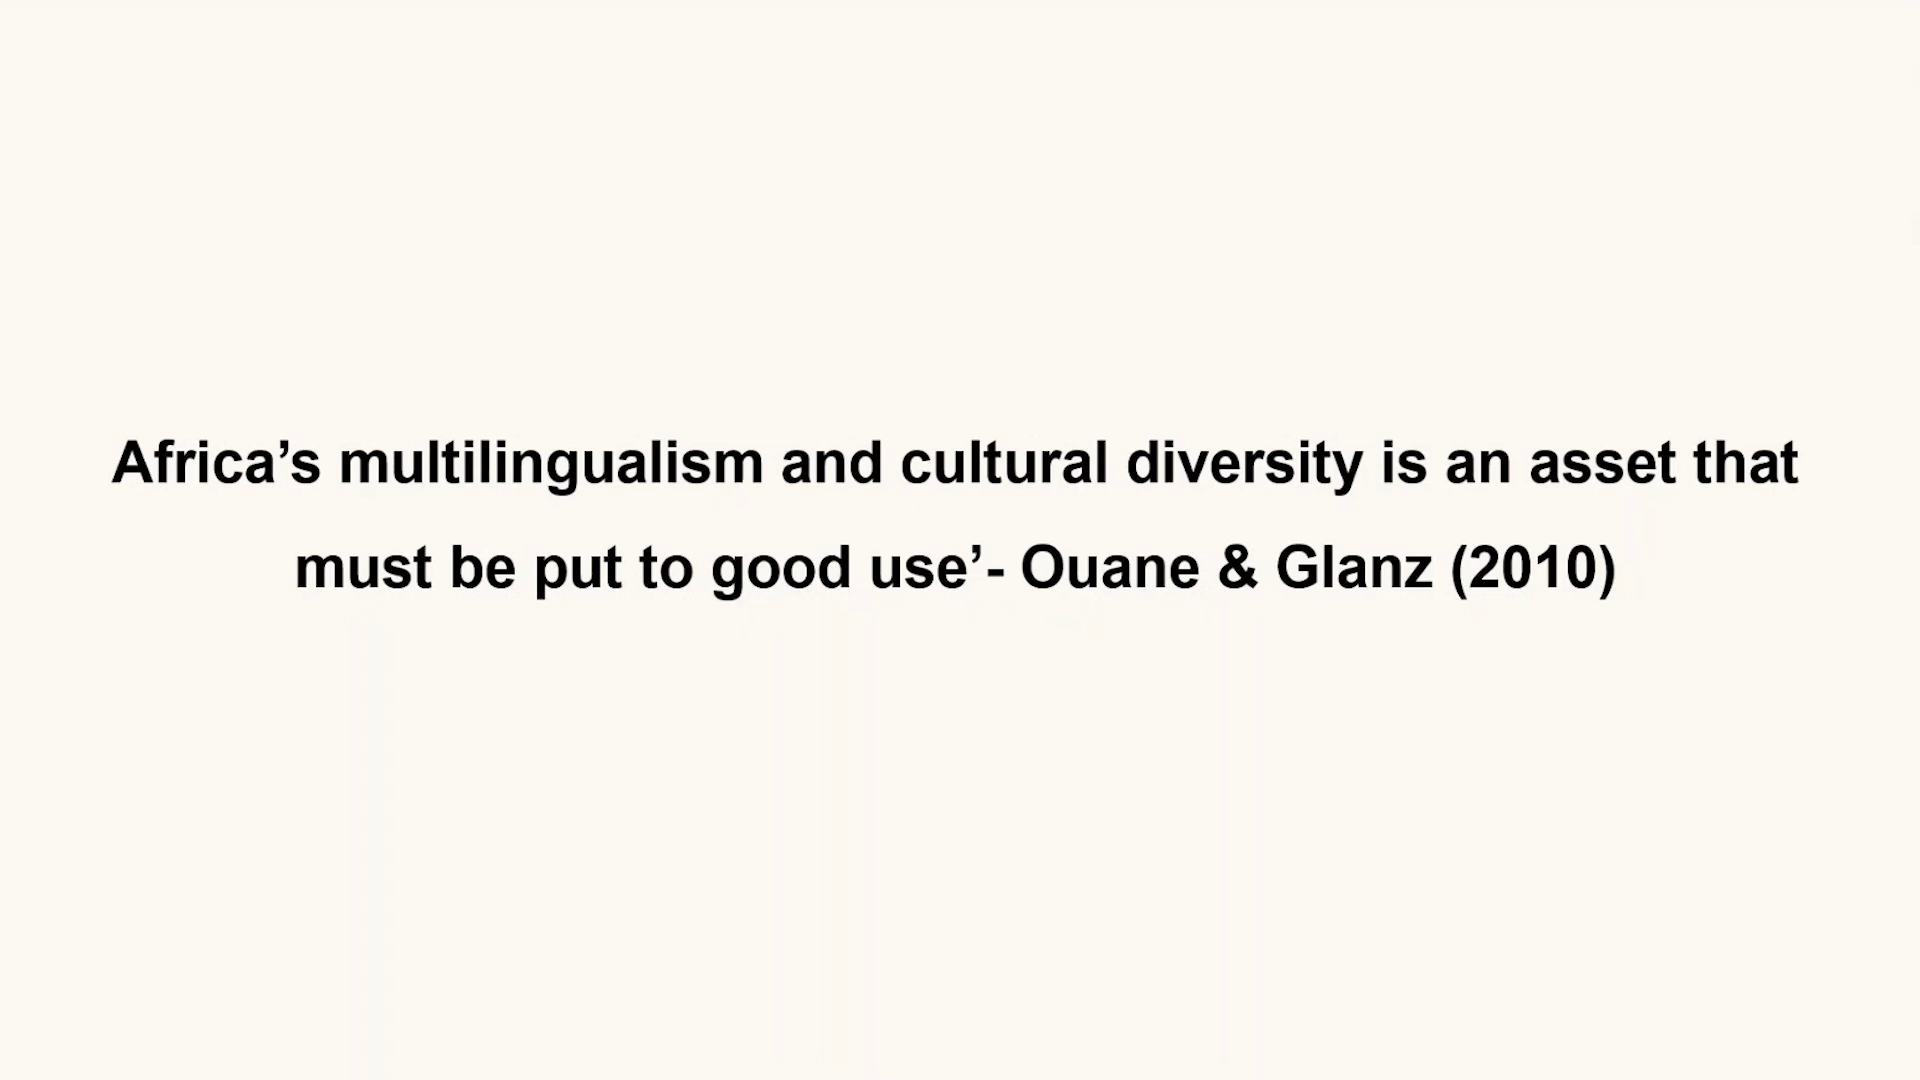 Africa’s multilingualism and cultural diversity is an asset that
must be put to good use’- Ouane & Glanz (2010)